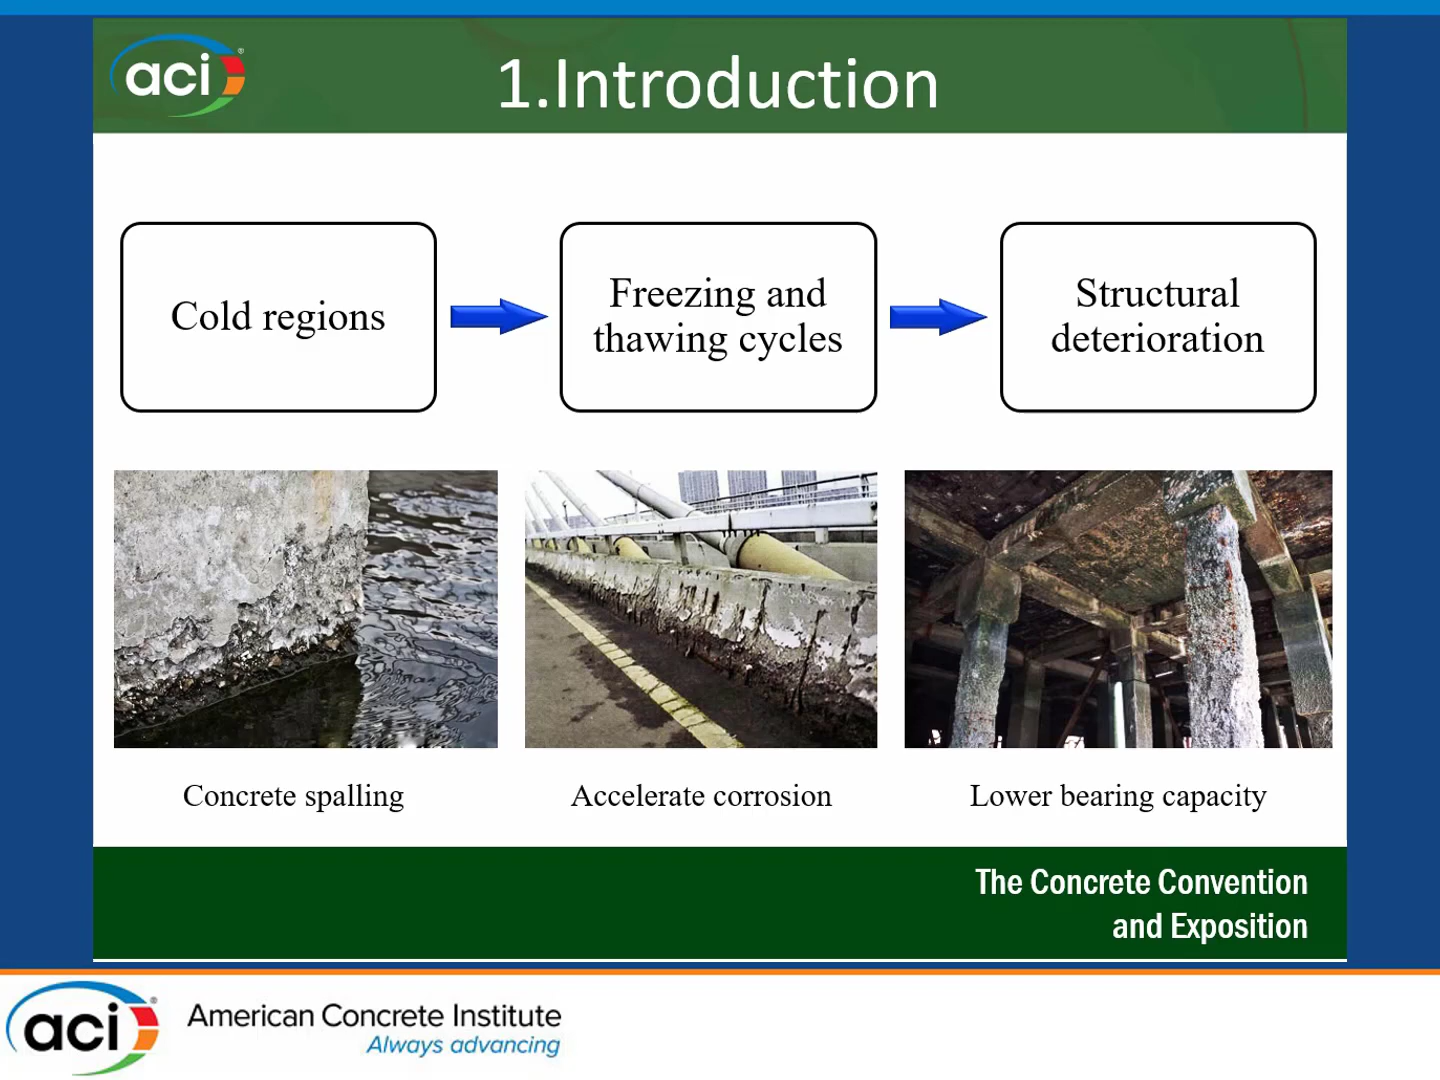 aci®
1.Introduction
Cold regions
Freezing and
thawing cycles
Structural
deterioration
Concrete spalling
Accelerate corrosion
Lower bearing capacity
The Concrete Convention
and Exposition
aci®
American Concrete Institute
Always advancing